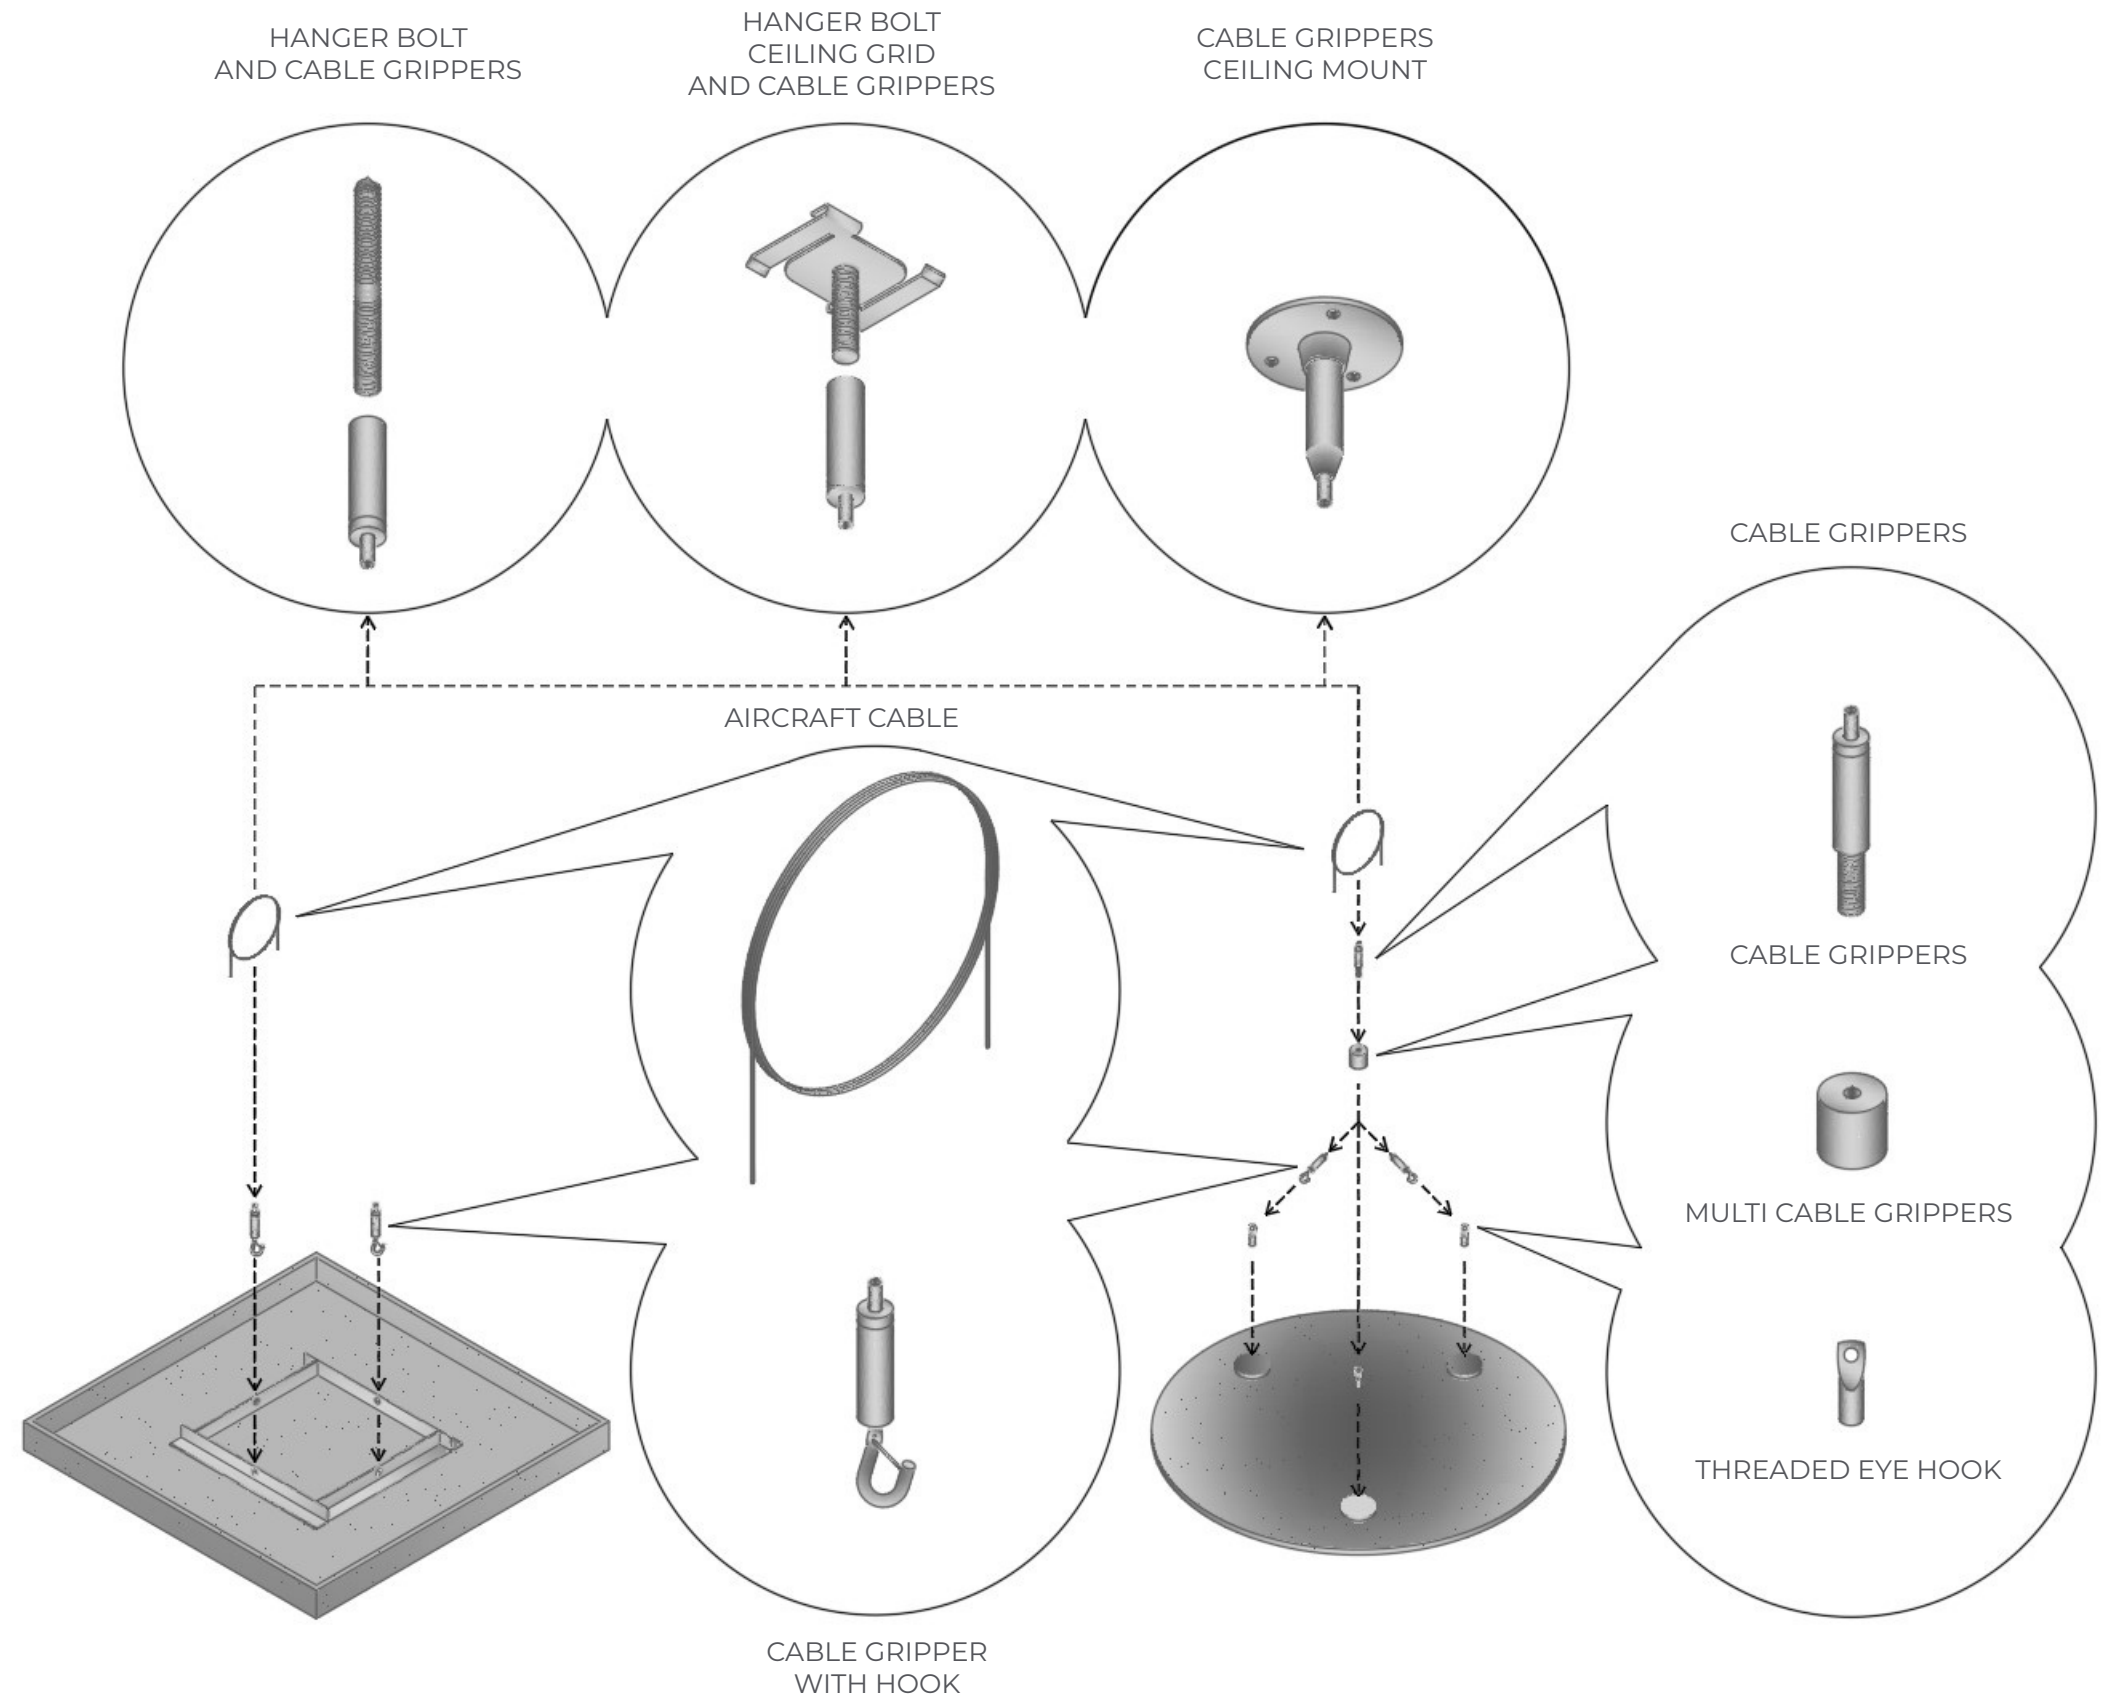 HANGER BOLT
AND CABLE GRIPPERS
HANGER BOLT
CEILING GRID
AND CABLE GRIPPERS
CABLE GRIPPERS
CEILING MOUNT
CABLE GRIPPERS
AIRCRAFT CABLE
CABLE GRIPPERS
MULTI CABLE GRIPPERS
THREADED EYE HOOK
CABLE GRIPPER
WITH HOOK